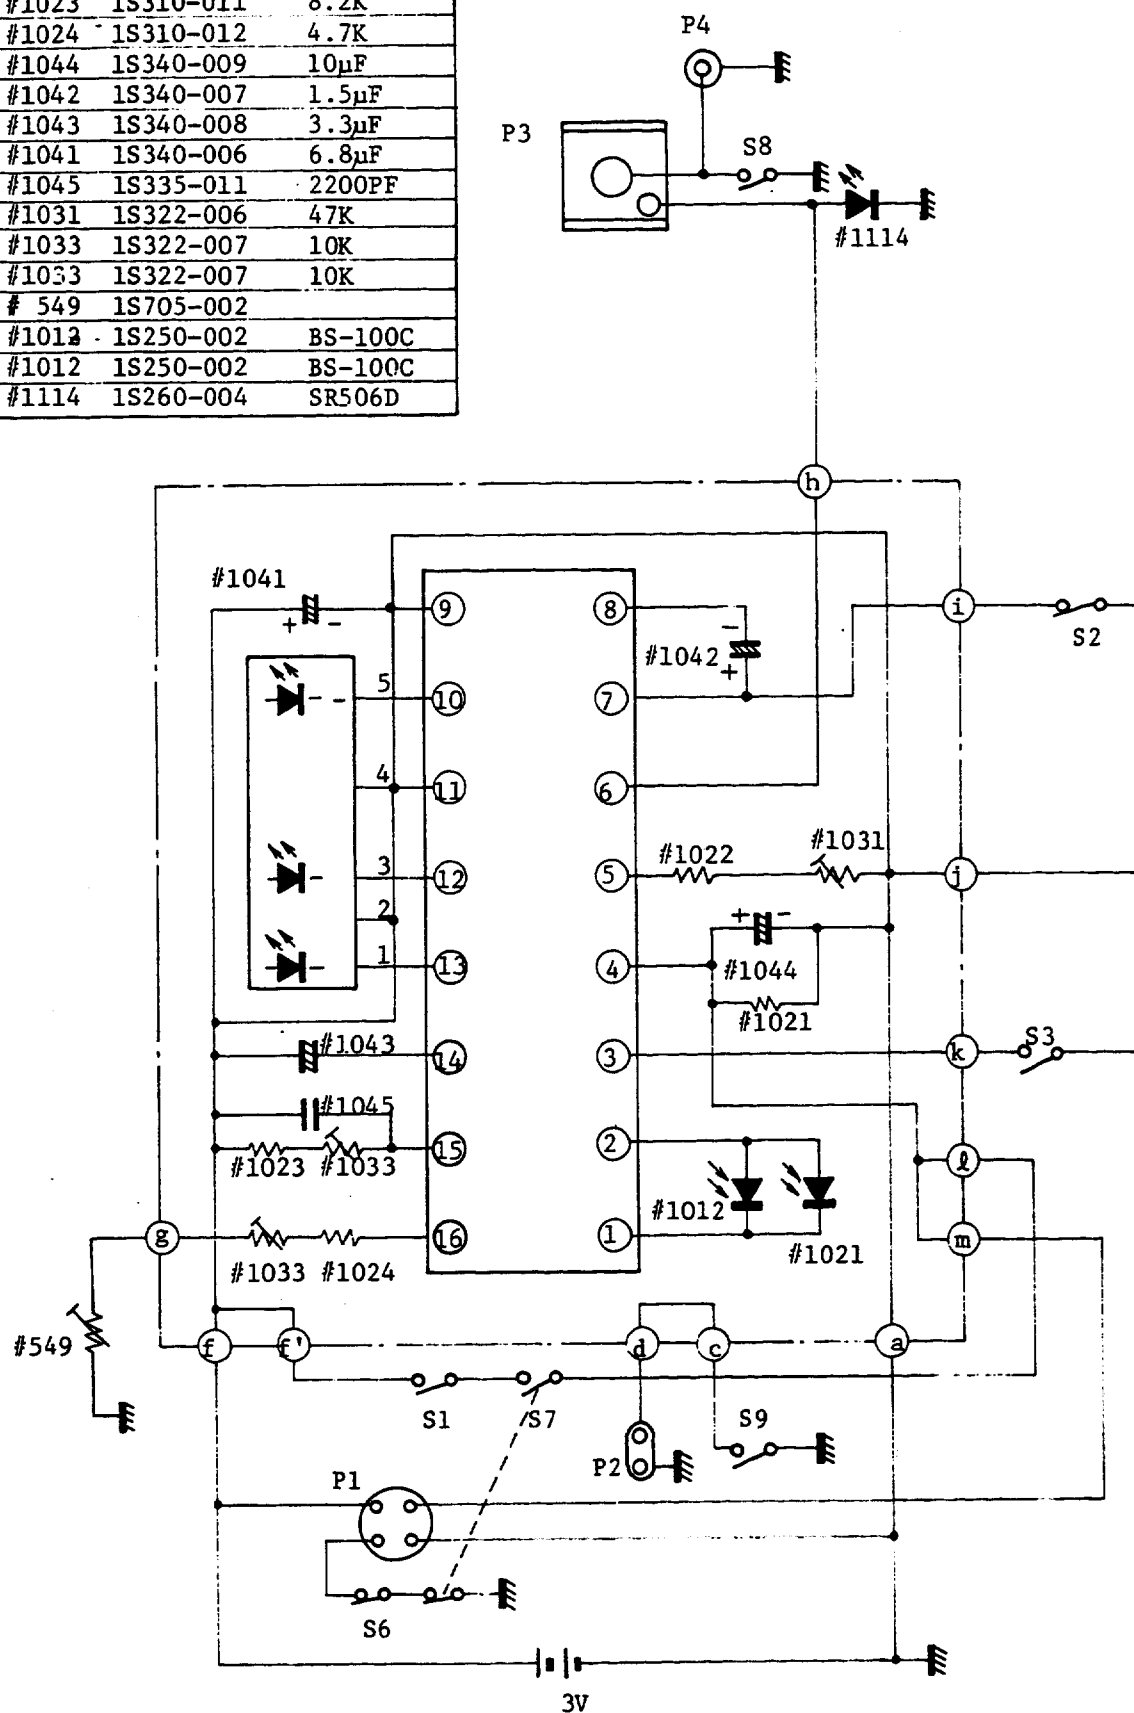 #1023 1S310-011 8.2K
#1024 1S310-012 4.7K
#1044 1S340-009 10μF
#1042 1S340-007 1.5μF
#1043 1S340-008 3.3μF
#1041 1S340-006 6.8μF
#1045 1S335-011 2200PF
#1031 1S322-006 47K
#1033 1S322-007 10K
#1033 1S322-007 10K
# 549 1S705-002
#1012 1S250-002 BS-100C
#1012 1S250-002 BS-100C
#1114 1S260-004 SR506D
P4
P3
S8
#1114
h
#1041
+ -
9
8
-
#1042
+
i
S2
5
10
7
4
11
6
#1031
#1022
3
12
5
j
2
+ -
1
13
4
#1044
#1021
#1043
14
3
k
S3
#1045
15
2
#1023 #1033
l
#1012
g
16
1
m
#1021
#1033 #1024
#549
f
f'
d
c
a
S1
S7
S9
P2
P1
S6
3V